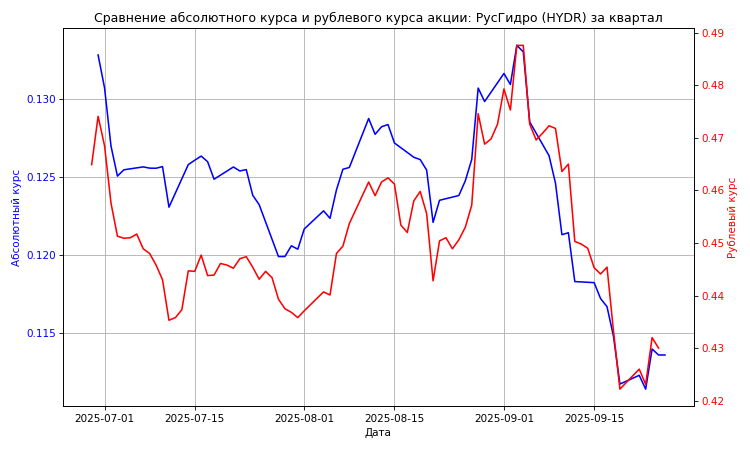 Сравнение абсолютного курса и рублевого курса акции: РусГидро (HYDR) за квартал
0.49
0.48
0.130
0.47
0.125
0.46
Абсолютный курс
Рублевый курс
0.120
0.45
0.44
0.115
0.43
0.42
2025-07-01 2025-07-15 2025-08-01 2025-08-15 2025-09-01 2025-09-15
Дата